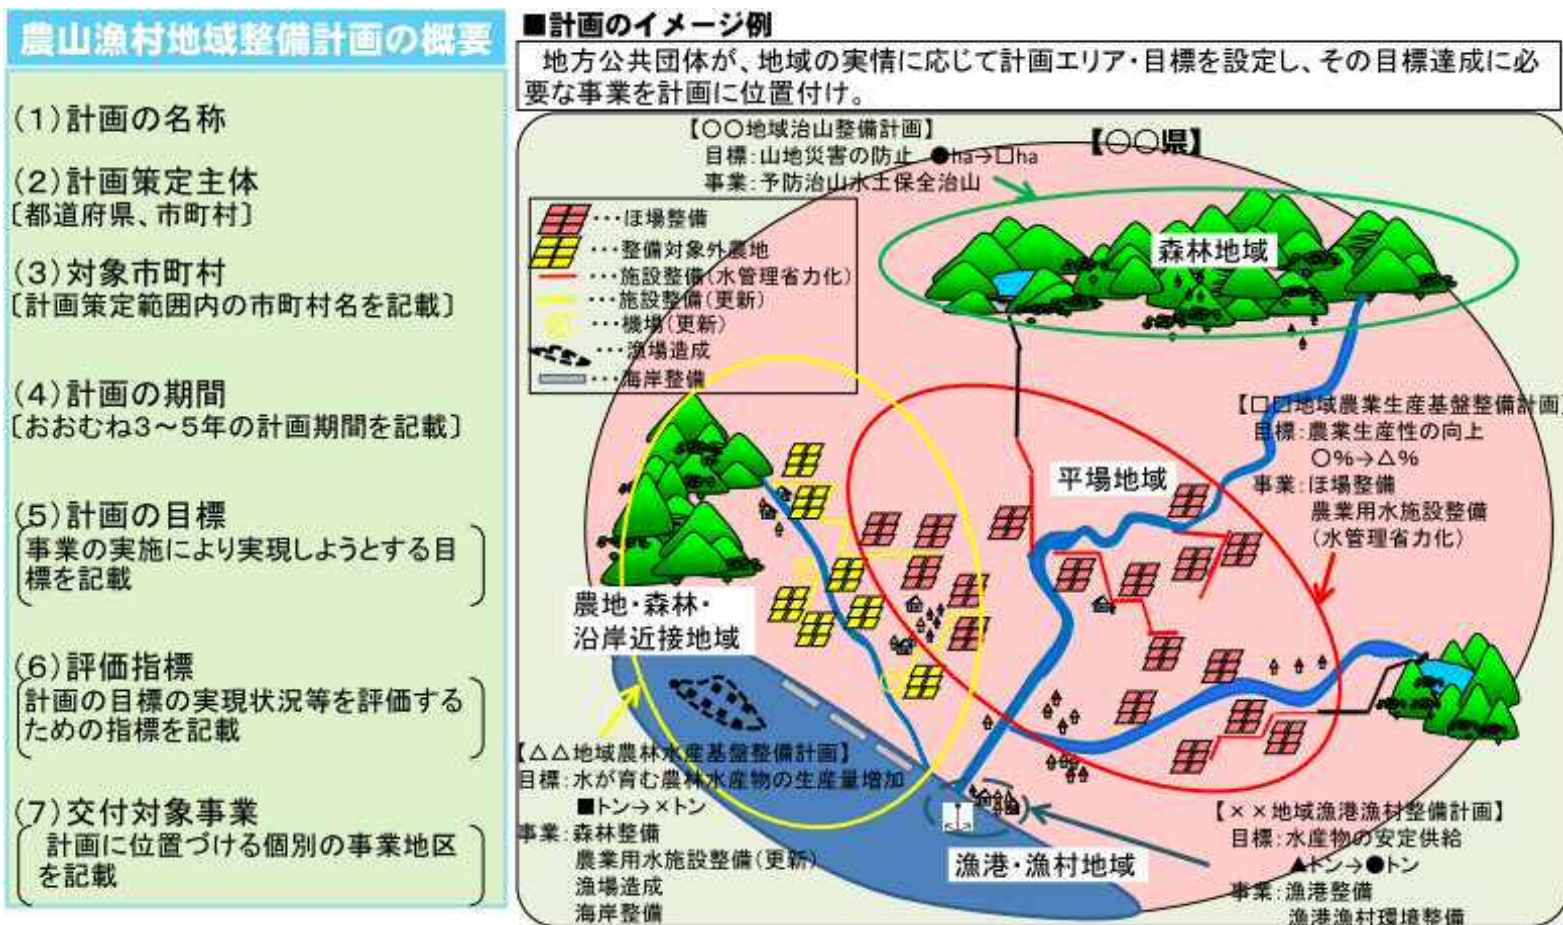 農山漁村地域整備計画の概要
(1)計画の名称
(2)計画策定主体
〔都道府県、市町村〕
(3)対象市町村
〔計画策定範囲内の市町村名を記載〕
(4)計画の期間
〔おおむね3～5年の計画期間を記載〕
(5)計画の目標
事業の実施により実現しようとする目
標を記載
(6)評価指標
計画の目標の実現状況等を評価する
ための指標を記載
(7)交付対象事業
計画に位置づける個別の事業地区
を記載
■計画のイメージ例
地方公共団体が、地域の実情に応じて計画エリア・目標を設定し、その目標達成に必
要な事業を計画に位置付け。
【〇〇地域治山整備計画】
目標：山地災害の防止　●ha→□ha
事業：予防治山水土保全治山
【〇〇県】
・・・ほ場整備
・・・整備対象外農地
・・・施設整備(水管理省力化)
・・・施設整備(更新)
・・・機場(更新)
・・・漁場造成
・・・海岸整備
森林地域
【□□地域農業生産基盤整備計画】
目標：農業生産性の向上
〇%→△%
事業：ほ場整備
農業用水施設整備
(水管理省力化)
平場地域
農地・森林・
沿岸近接地域
【△△地域農林水産基盤整備計画】
目標：水が育む農林水産物の生産量増加
■トン→×トン
事業：森林整備
農業用水施設整備(更新)
漁場造成
海岸整備
漁港・漁村地域
【××地域漁港漁村整備計画】
目標：水産物の安定供給
▲トン→●トン
事業：漁港整備
漁港漁村環境整備